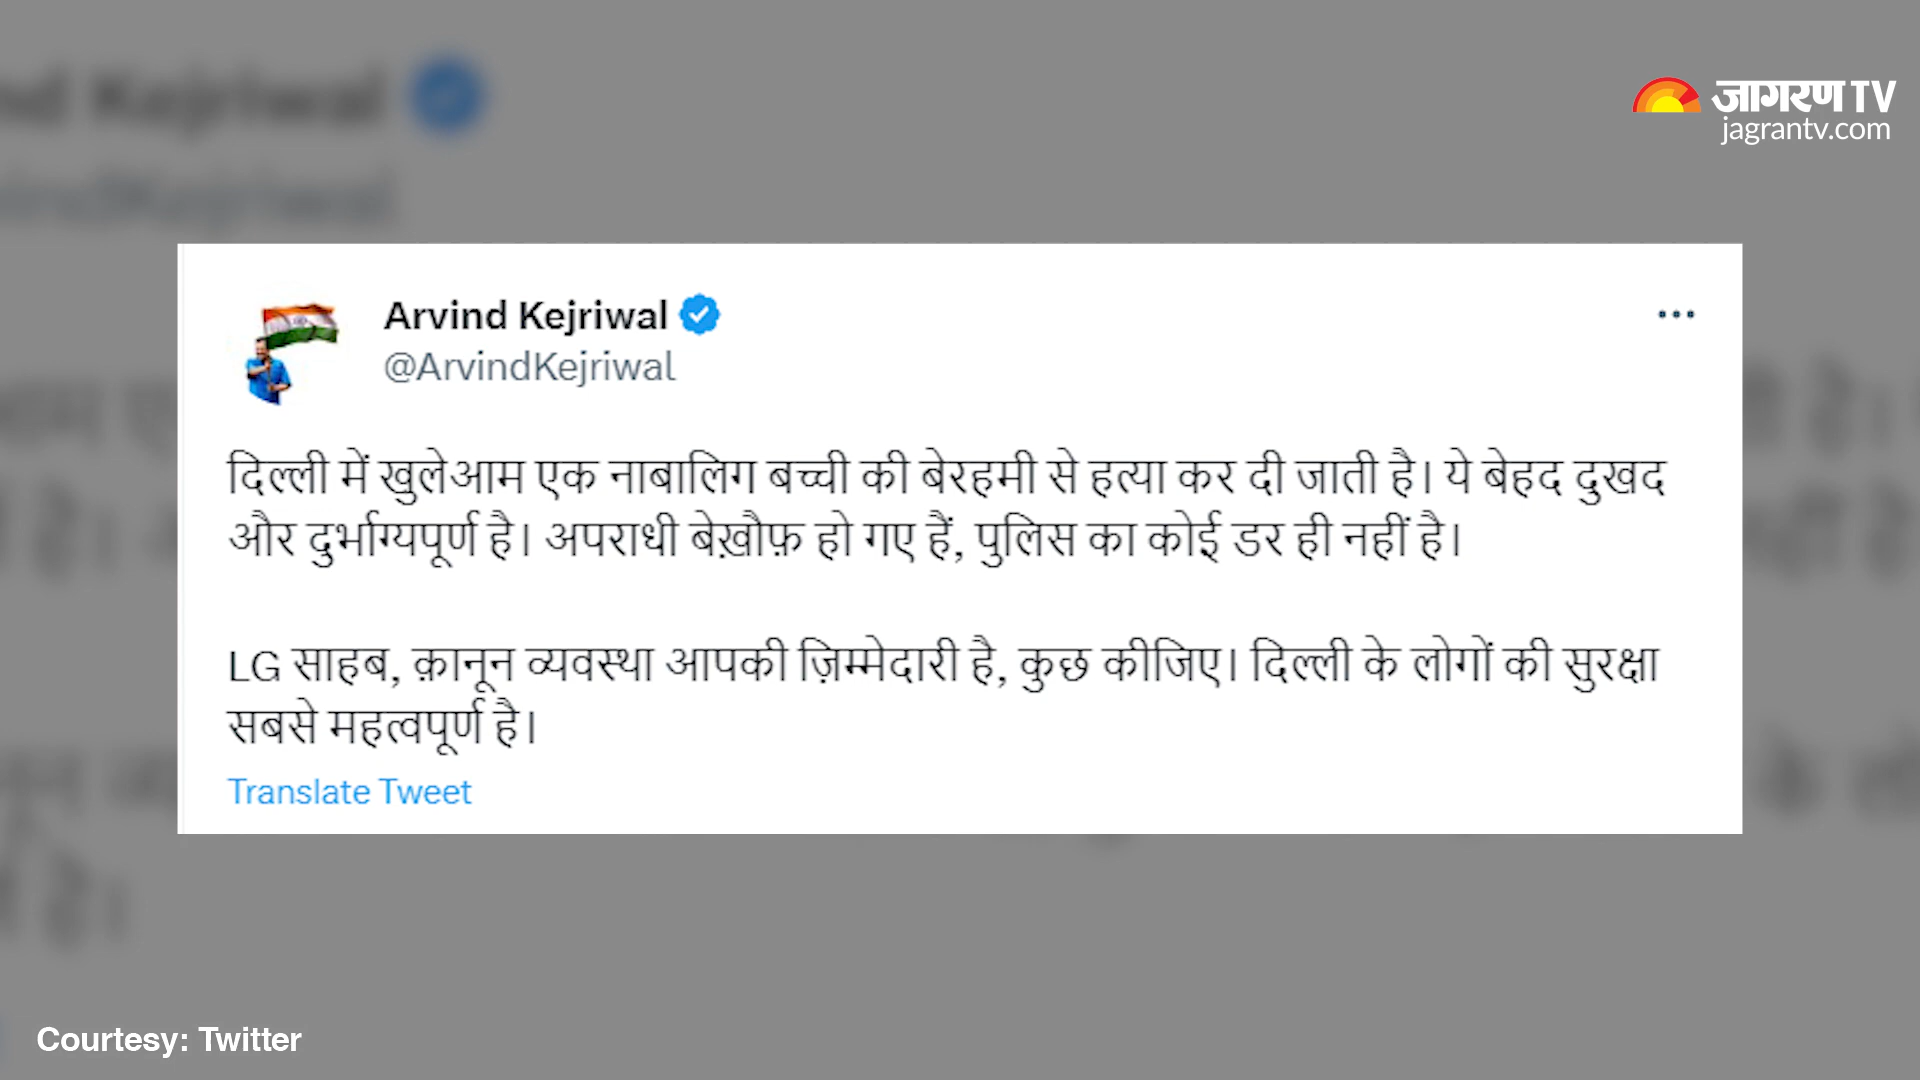 जागरण TV
jagrantv.com
Arvind Kejriwal
@ArvindKejriwal
दिल्ली में खुलेआम एक नाबालिग बच्ची की बेरहमी से हत्या कर दी जाती है। ये बेहद दुखद
और दुर्भाग्यपूर्ण है। अपराधी बेख़ौफ़ हो गए हैं, पुलिस का कोई डर ही नहीं है।
LG साहब, क़ानून व्यवस्था आपकी ज़िम्मेदारी है, कुछ कीजिए। दिल्ली के लोगों की सुरक्षा
सबसे महत्वपूर्ण है।
Translate Tweet
Courtesy: Twitter